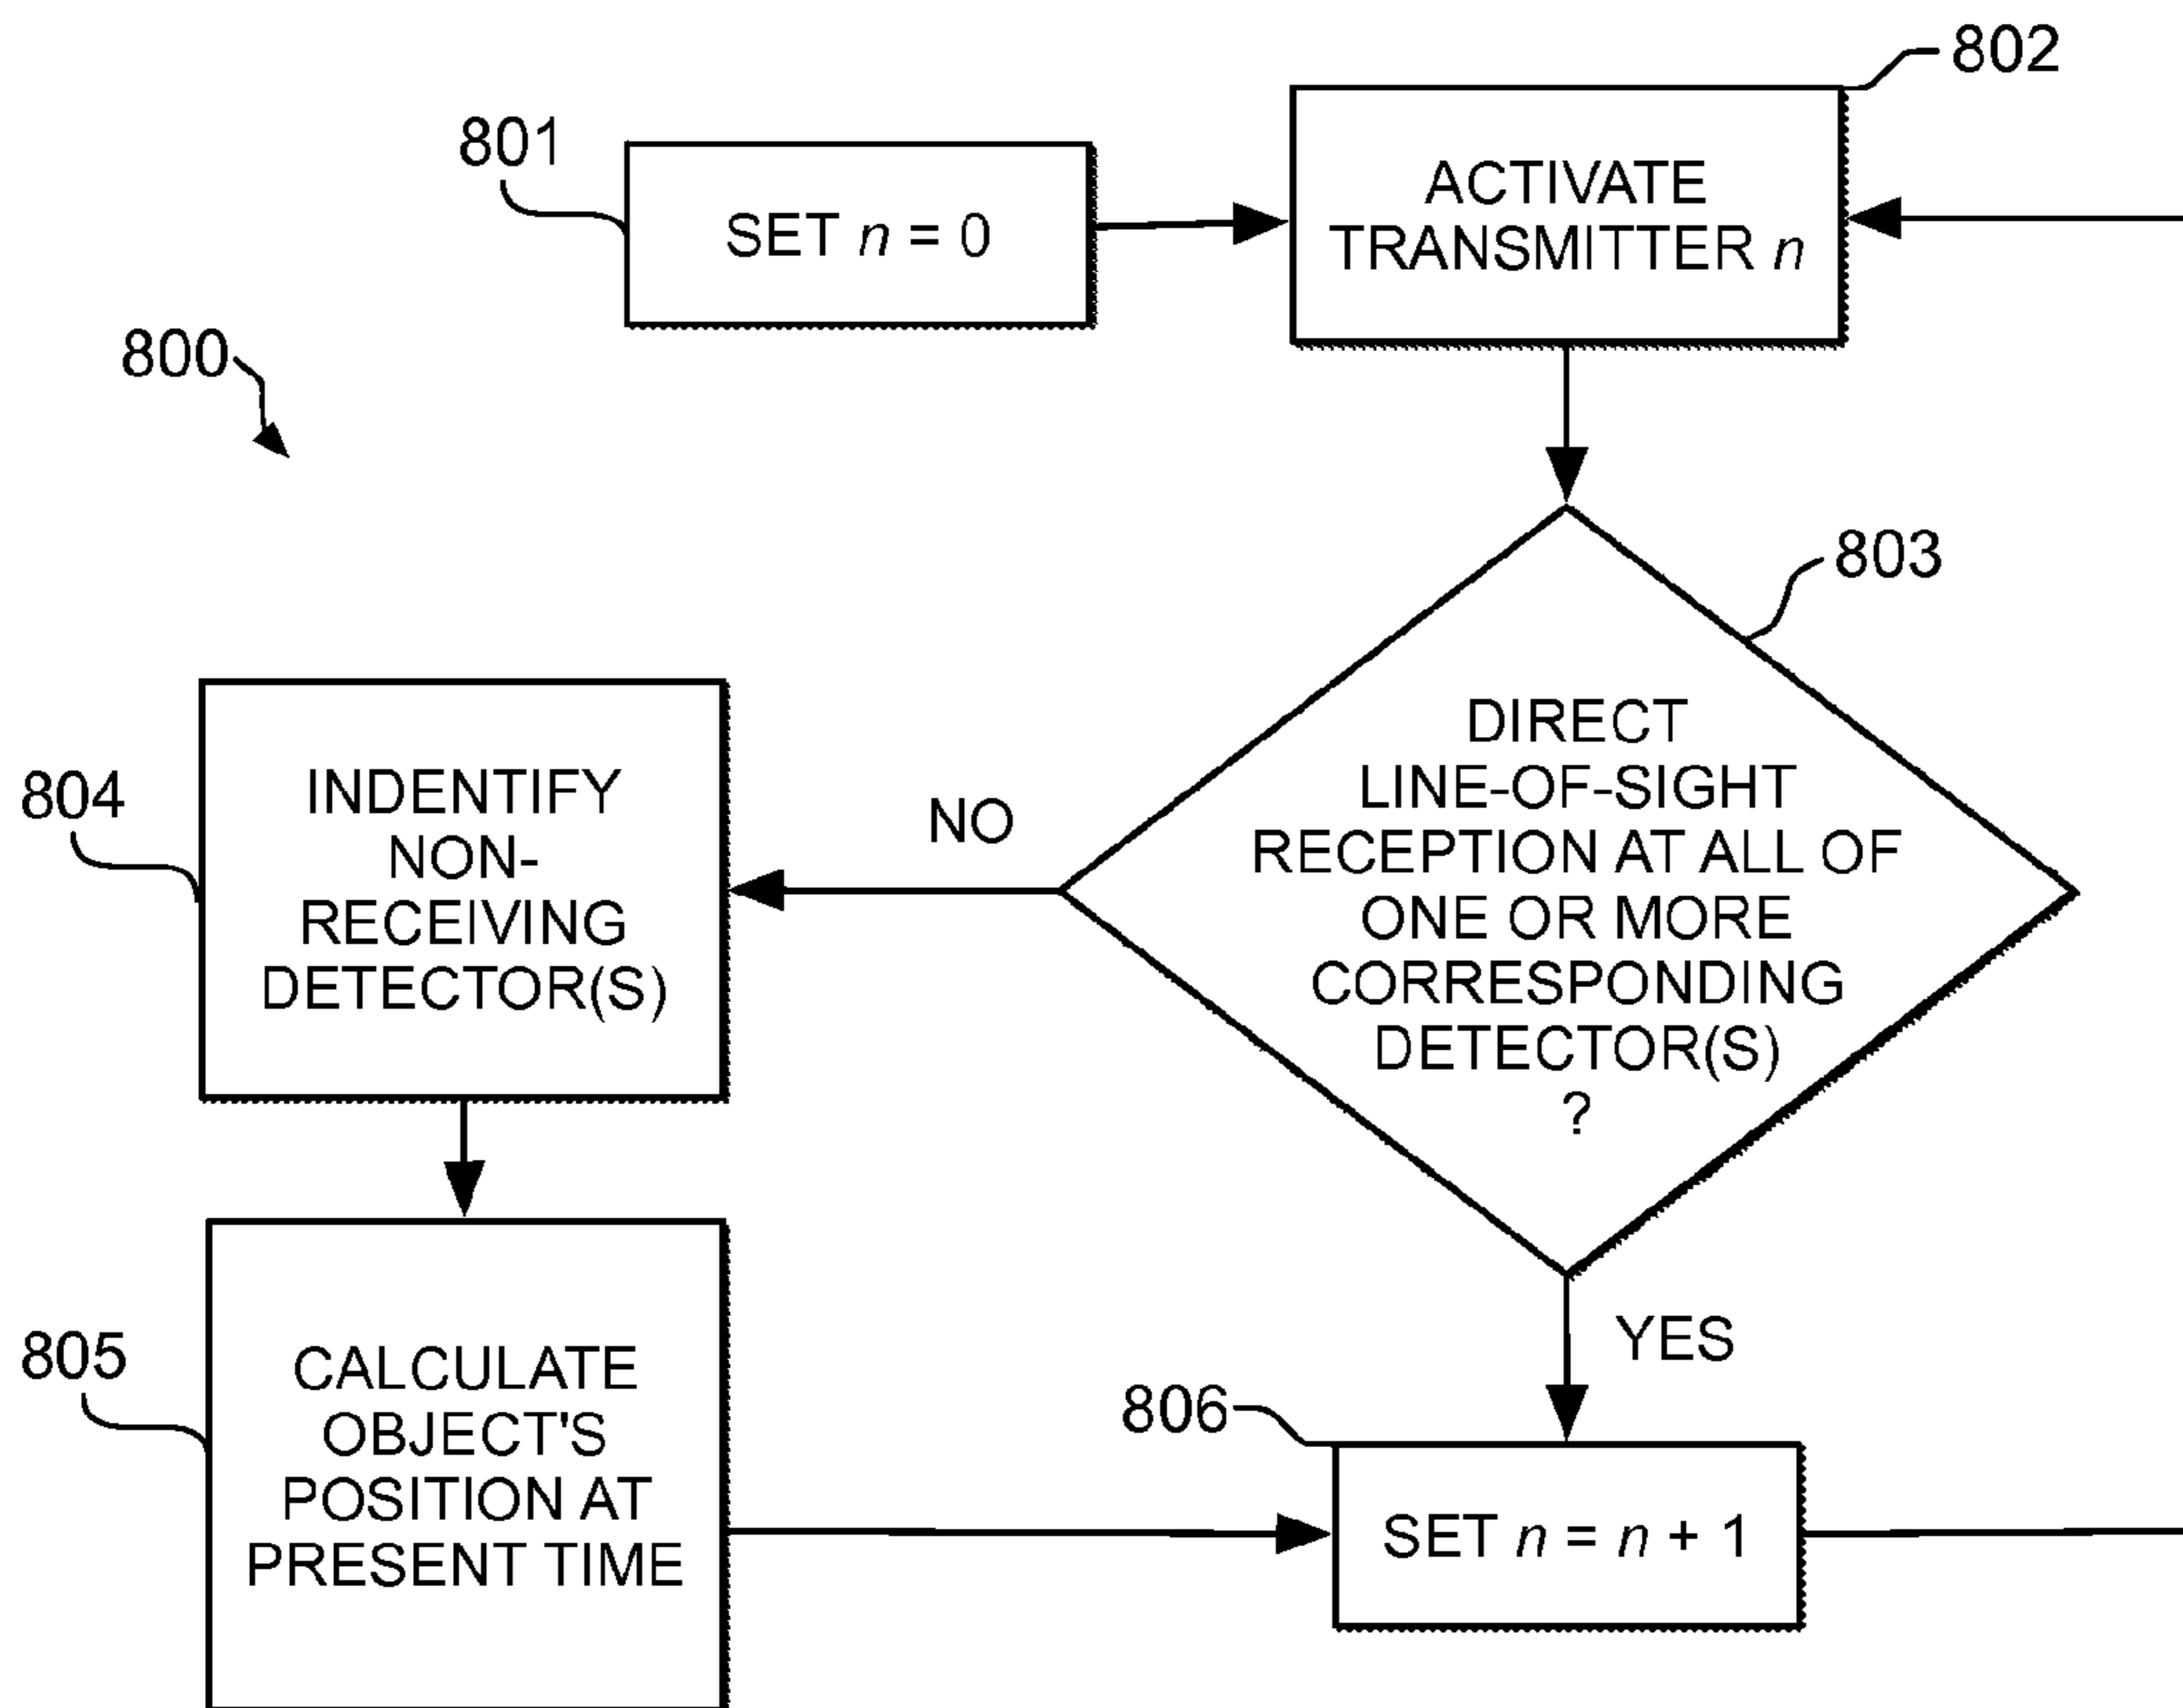 802
801
SET n = 0
ACTIVATE
TRANSMITTER n
800
803
804
INDENTIFY
NON-
RECEIVING
DETECTOR(S)
NO
DIRECT
LINE-OF-SIGHT
RECEPTION AT ALL OF
ONE OR MORE
CORRESPONDING
DETECTOR(S)
?
YES
805
CALCULATE
OBJECT'S
POSITION AT
PRESENT TIME
806
SET n = n + 1